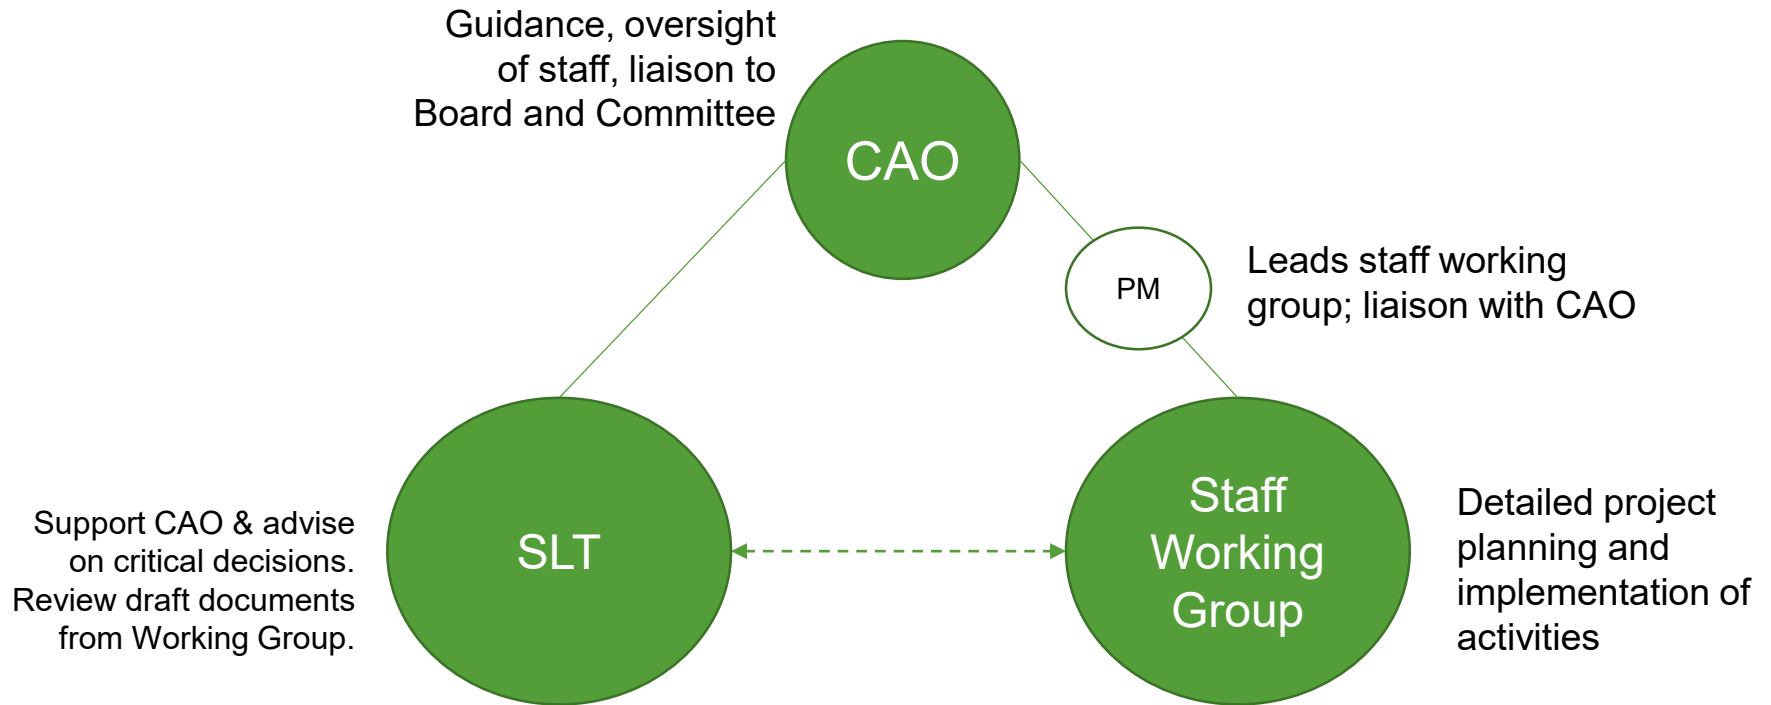 Guidance, oversight
of staff, liaison to
Board and Committee
CAO
PM
Leads staff working
group; liaison with CAO
Support CAO & advise
on critical decisions.
Review draft documents
from Working Group.
SLT
Staff
Working
Group
Detailed project
planning and
implementation of
activities